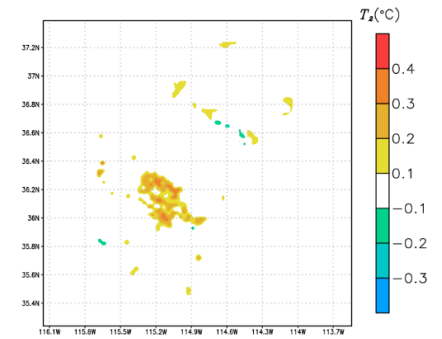 T₂(°C)
37.2N
37N
36.8N
36.6N
36.4N
36.2N
36N
35.8N
35.6N
35.4N
116.1W
115.8W
115.5W
115.2W
114.9W
114.6W
114.3W
114W
113.7W
0.4
0.3
0.2
0.1
−0.1
−0.2
−0.3